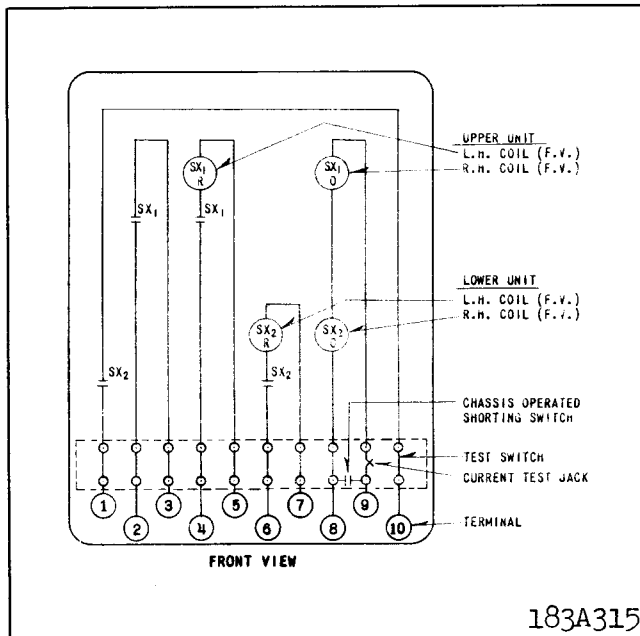 UPPER UNIT
L.H. COIL (F.V.)
R.H. COIL (F.V.)
SX1
R
SX1
O
SX1
SX1
LOWER UNIT
L.H. COIL (F.V.)
R.H. COIL (F.V.)
SX2
R
SX2
O
SX2
SX2
CHASSIS OPERATED
SHORTING SWITCH
TEST SWITCH
CURRENT TEST JACK
1 2 3 4 5 6 7 8 9 10
TERMINAL
FRONT VIEW
183A315